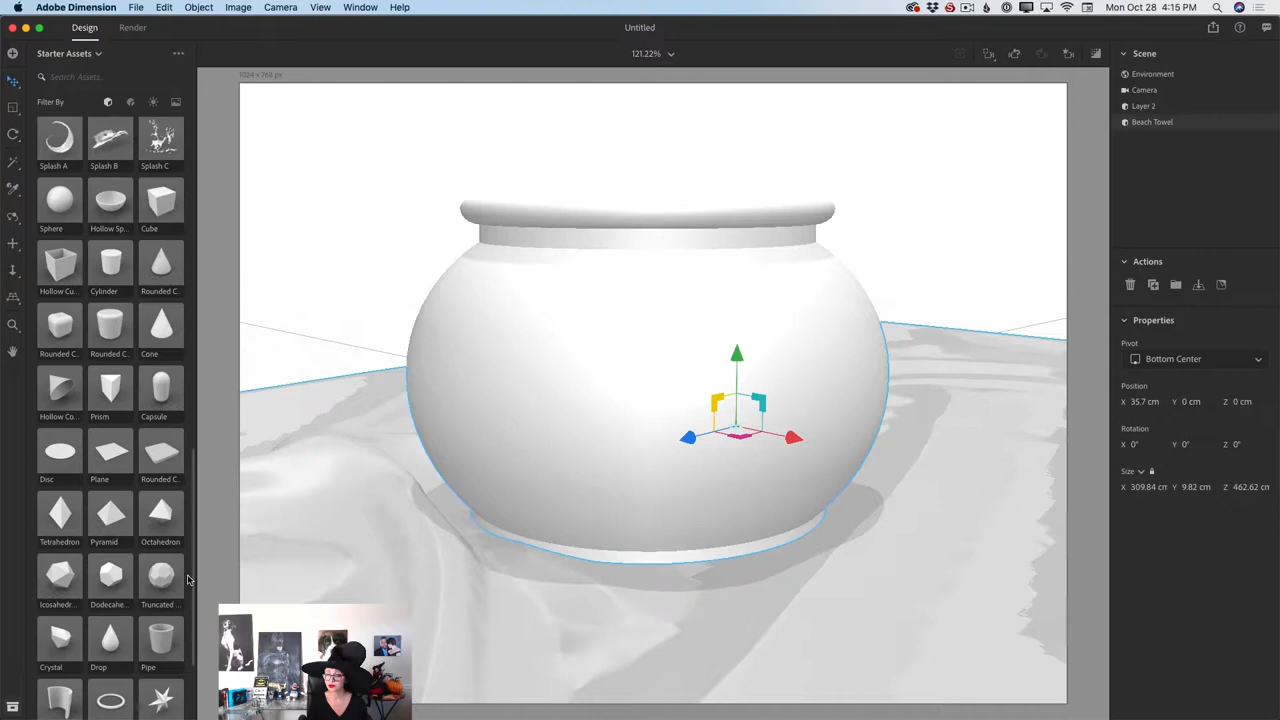 Adobe Dimension File Edit Object Image Camera View Window Help
Mon Oct 28 4:15 PM
Design Render
Untitled
Starter Assets
121.22%
Scene
1024 x 768 px
Search Assets...
Environment
Filter By
Camera
Layer 2
Beach Towel
Splash A Splash B Splash C
Sphere Hollow Sp... Cube
Actions
Hollow Cu... Cylinder Rounded C...
Properties
Pivot
Rounded C... Rounded C... Cone
Bottom Center
Position
X 35.7 cm Y 0 cm Z 0 cm
Hollow Co... Prism Capsule
Rotation
X 0° Y 0° Z 0°
Size
Disc Plane Rounded C...
X 309.84 cm Y 9.82 cm Z 462.62 cm
Tetrahedron Pyramid Octahedron
Icosahedr... Dodecahe... Truncated ...
Crystal Drop Pipe